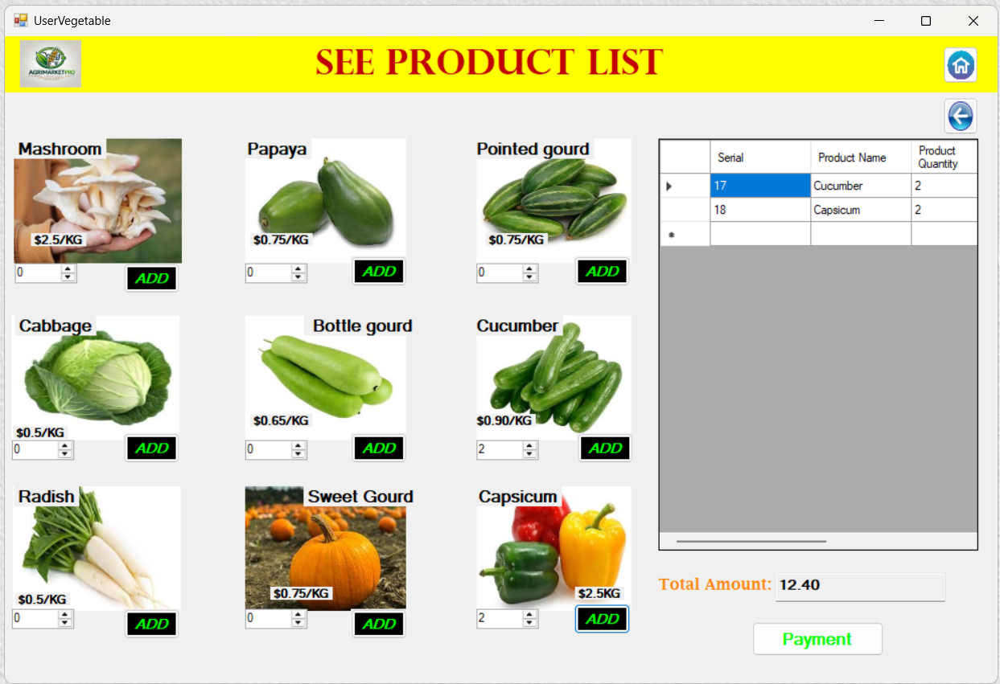 UserVegetable
AGRIMARKETPRO
SEE PRODUCT LIST
Mashroom
$2.5/KG
0
ADD
Papaya
$0.75/KG
0
ADD
Pointed gourd
$0.75/KG
0
ADD
Cabbage
$0.5/KG
0
ADD
Bottle gourd
$0.65/KG
0
ADD
Cucumber
$0.90/KG
2
ADD
Radish
$0.5/KG
0
ADD
Sweet Gourd
$0.75/KG
0
ADD
Capsicum
$2.5KG
2
ADD
Serial Product Name Product Quantity
17 Cucumber 2
18 Capsicum 2
Total Amount: 12.40
Payment